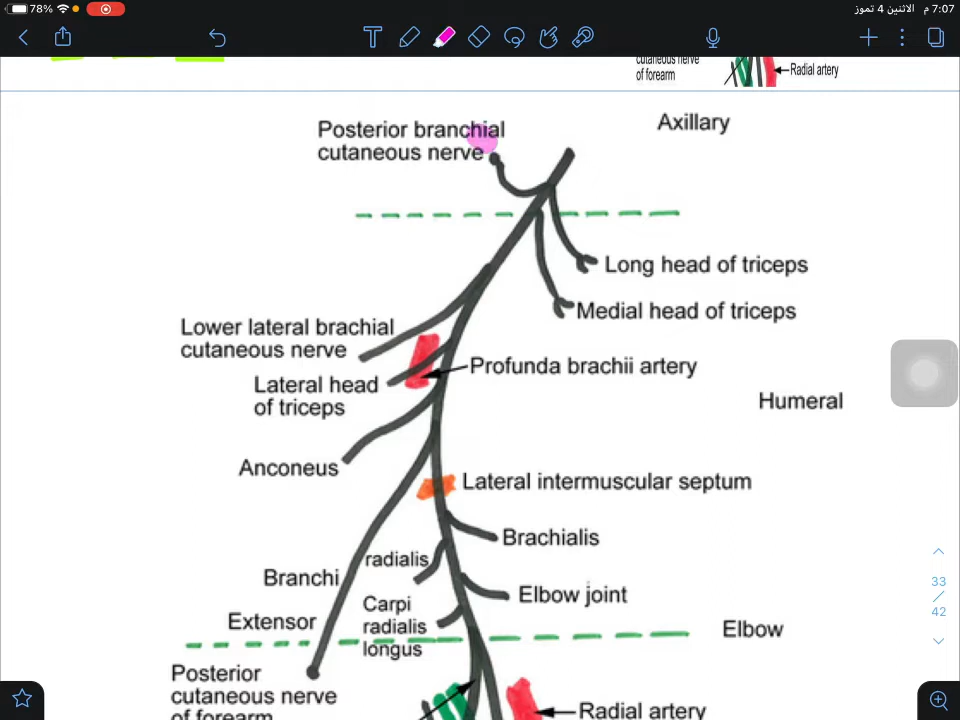 78%
7:07 م الاثنين 4 تموز
T
cutaneous nerve
of forearm
Radial artery
Posterior branchial
cutaneous nerve
Axillary
Long head of triceps
Medial head of triceps
Lower lateral brachial
cutaneous nerve
Profunda brachii artery
Lateral head
of triceps
Humeral
Anconeus
Lateral intermuscular septum
Brachialis
radialis
Branchi
Elbow joint
Carpi
radialis
longus
Extensor
Elbow
33
/
42
Posterior
cutaneous nerve
of forearm
Radial artery